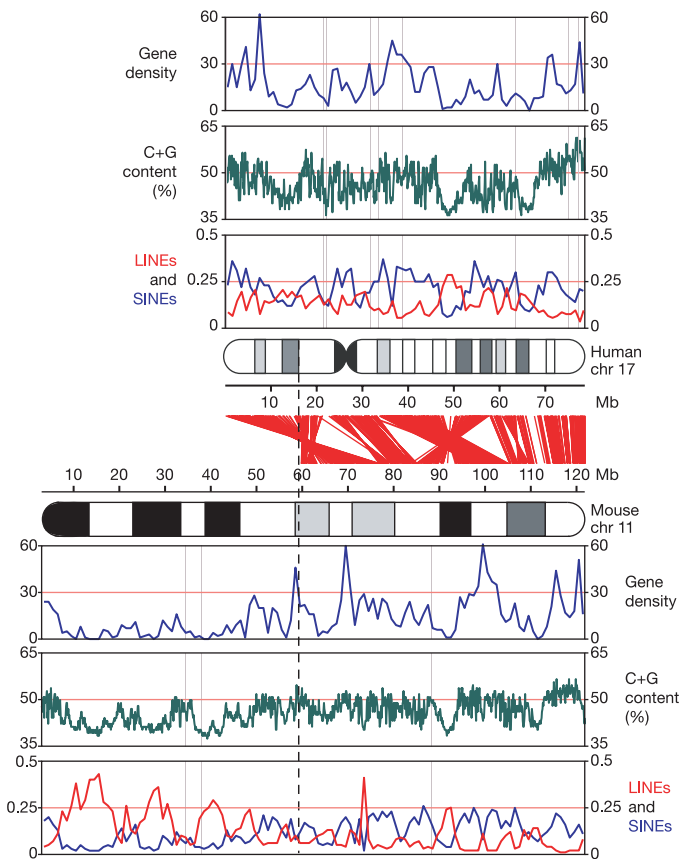 60 60
Gene
density
30 30
0 0
65 65
C+G
content
(%)
50 50
35 35
0.5 0.5
LINEs
and
SINEs
0.25 0.25
0 0
Human
chr 17
10 20 30 40 50 60 70 Mb
10 20 30 40 50 60 70 80 90 100 110 120 Mb
Mouse
chr 11
60 60
Gene
density
30 30
0 0
65 65
C+G
content
(%)
50 50
35 35
0.5 0.5
LINEs
and
SINEs
0.25 0.25
0 0